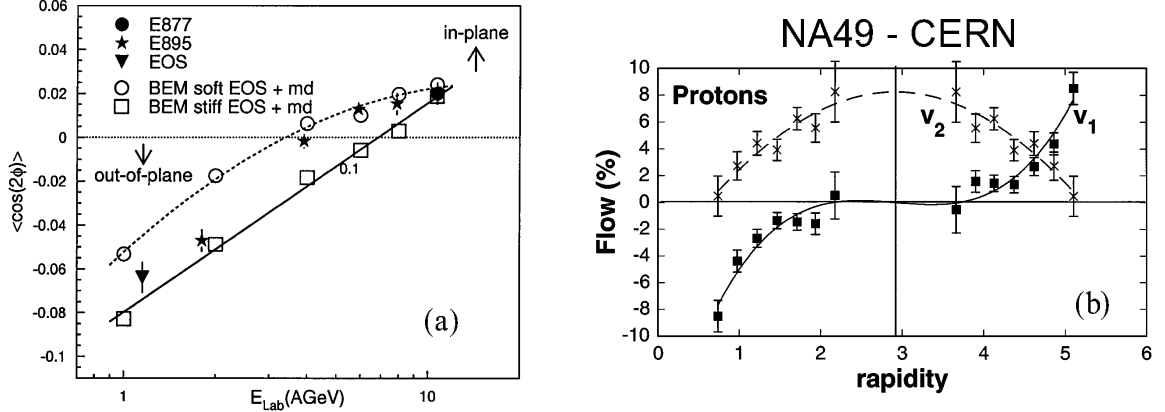 0.06
0.04
0.02
0
-0.02
-0.04
-0.06
-0.08
-0.1
<cos(2ϕ)>
E877
E895
EOS
BEM soft EOS + md
BEM stiff EOS + md
in-plane
out-of-plane
0.1
(a)
1
10
E_Lab(AGeV)
NA49 - CERN
10
8
6
4
2
0
-2
-4
-6
-8
-10
Flow (%)
Protons
v₂
v₁
(b)
0
1
2
3
4
5
6
rapidity